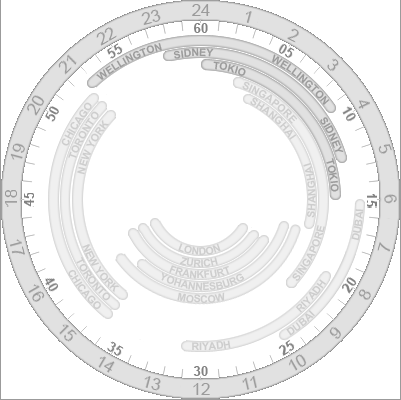 24
1
2
3
4
5
6
7
8
9
10
11
12
13
14
15
16
17
18
19
20
21
22
23
60
05
10
15
20
25
30
35
40
45
50
55
WELLINGTON
WELLINGTON
SIDNEY
SIDNEY
TOKIO
TOKIO
SINGAPORE
SINGAPORE
SHANGHAI
SHANGHAI
DUBAI
DUBAI
RIYADH
RIYADH
MOSCOW
YOHANNESBURG
FRANKFURT
ZURICH
LONDON
CHICAGO
CHICAGO
TORONTO
TORONTO
NEW YORK
NEW YORK